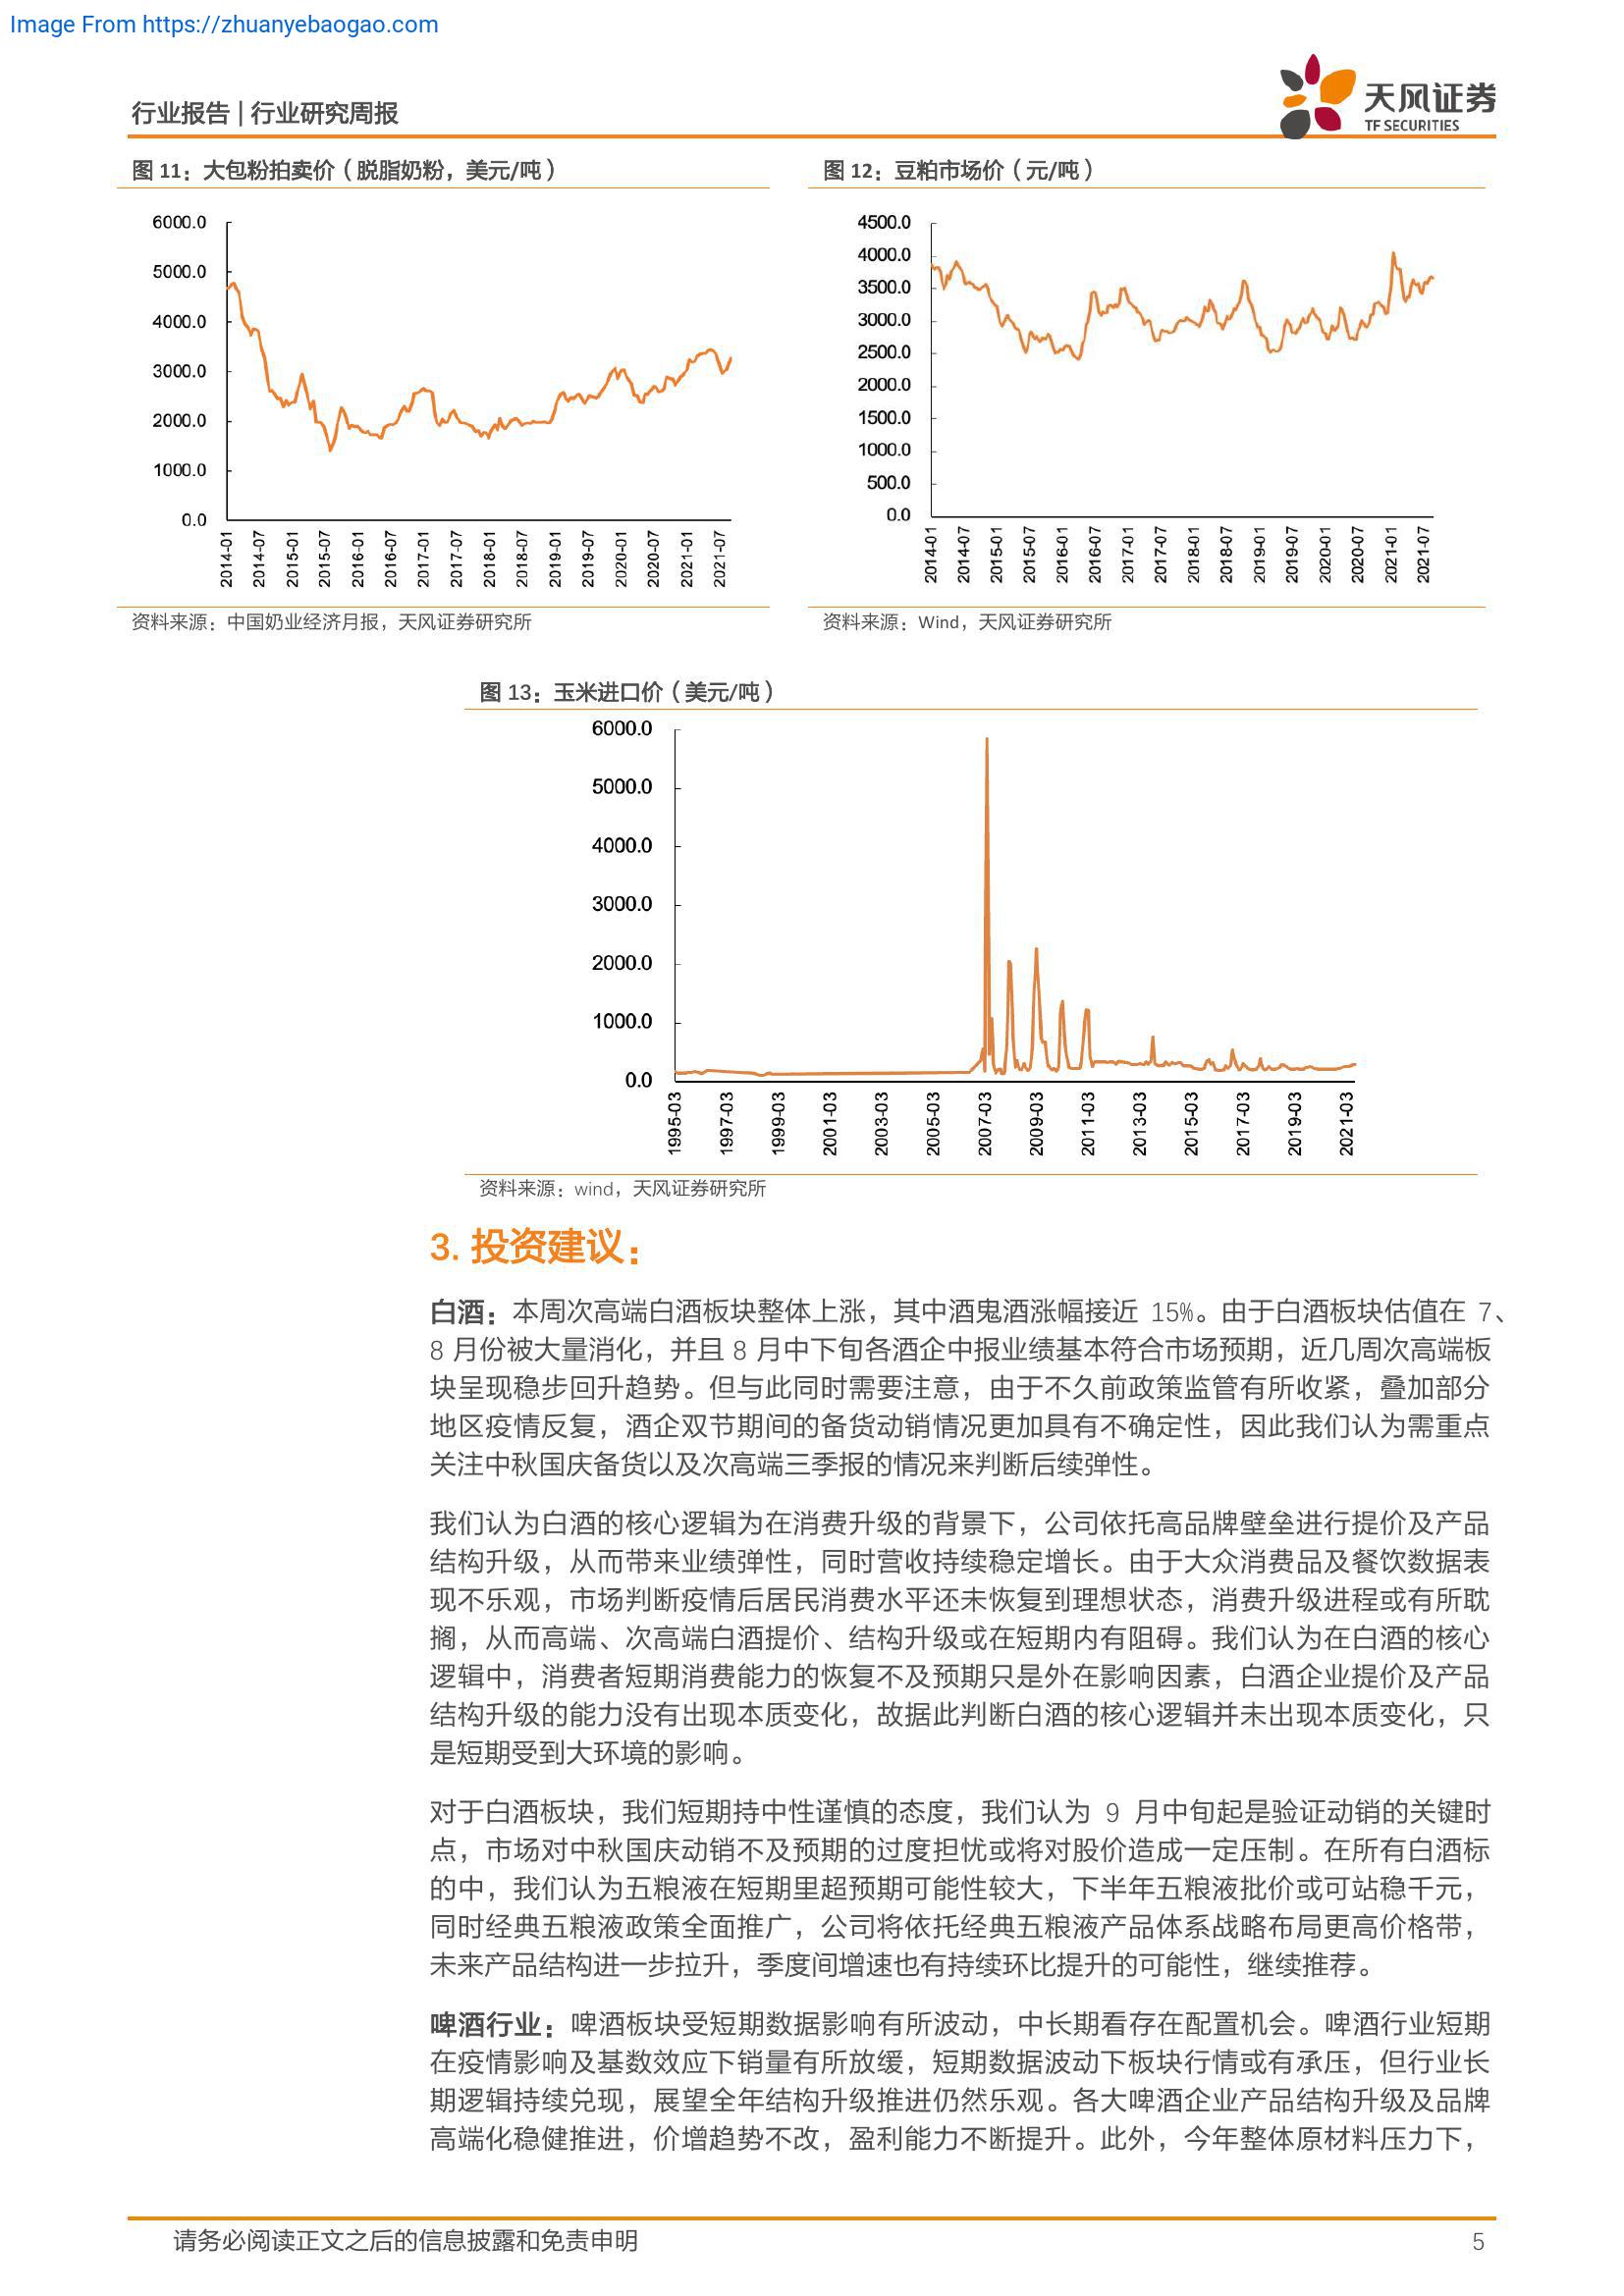 Image From https://zhuanyebaogao.com
行业报告 | 行业研究周报
天风证券
TF SECURITIES
图 11：大包粉拍卖价（脱脂奶粉，美元/吨）
6000.0
5000.0
4000.0
3000.0
2000.0
1000.0
0.0
2014-01
2014-07
2015-01
2015-07
2016-01
2016-07
2017-01
2017-07
2018-01
2018-07
2019-01
2019-07
2020-01
2020-07
2021-01
2021-07
资料来源：中国奶业经济月报，天风证券研究所
图 12：豆粕市场价（元/吨）
4500.0
4000.0
3500.0
3000.0
2500.0
2000.0
1500.0
1000.0
500.0
0.0
2014-01
2014-07
2015-01
2015-07
2016-01
2016-07
2017-01
2017-07
2018-01
2018-07
2019-01
2019-07
2020-01
2020-07
2021-01
2021-07
资料来源：Wind，天风证券研究所
图 13：玉米进口价（美元/吨）
6000.0
5000.0
4000.0
3000.0
2000.0
1000.0
0.0
1995-03
1997-03
1999-03
2001-03
2003-03
2005-03
2007-03
2009-03
2011-03
2013-03
2015-03
2017-03
2019-03
2021-03
资料来源：wind，天风证券研究所
3. 投资建议：
白酒：本周次高端白酒板块整体上涨，其中酒鬼酒涨幅接近 15%。由于白酒板块估值在 7、
8 月份被大量消化，并且 8 月中下旬各酒企中报业绩基本符合市场预期，近几周次高端板
块呈现稳步回升趋势。但与此同时需要注意，由于不久前政策监管有所收紧，叠加部分
地区疫情反复，酒企双节期间的备货动销情况更加具有不确定性，因此我们认为需重点
关注中秋国庆备货以及次高端三季报的情况来判断后续弹性。
我们认为白酒的核心逻辑为在消费升级的背景下，公司依托高品牌壁垒进行提价及产品
结构升级，从而带来业绩弹性，同时营收持续稳定增长。由于大众消费品及餐饮数据表
现不乐观，市场判断疫情后居民消费水平还未恢复到理想状态，消费升级进程或有所耽
搁，从而高端、次高端白酒提价、结构升级或在短期内有阻碍。我们认为在白酒的核心
逻辑中，消费者短期消费能力的恢复不及预期只是外在影响因素，白酒企业提价及产品
结构升级的能力没有出现本质变化，故据此判断白酒的核心逻辑并未出现本质变化，只
是短期受到大环境的影响。
对于白酒板块，我们短期持中性谨慎的态度，我们认为 9 月中旬起是验证动销的关键时
点，市场对中秋国庆动销不及预期的过度担忧或将对股价造成一定压制。在所有白酒标
的中，我们认为五粮液在短期里超预期可能性较大，下半年五粮液批价或可站稳千元，
同时经典五粮液政策全面推广，公司将依托经典五粮液产品体系战略布局更高价格带，
未来产品结构进一步拉升，季度间增速也有持续环比提升的可能性，继续推荐。
啤酒行业：啤酒板块受短期数据影响有所波动，中长期看存在配置机会。啤酒行业短期
在疫情影响及基数效应下销量有所放缓，短期数据波动下板块行情或有承压，但行业长
期逻辑持续兑现，展望全年结构升级推进仍然乐观。各大啤酒企业产品结构升级及品牌
高端化稳健推进，价增趋势不改，盈利能力不断提升。此外，今年整体原材料压力下，
请务必阅读正文之后的信息披露和免责申明
5